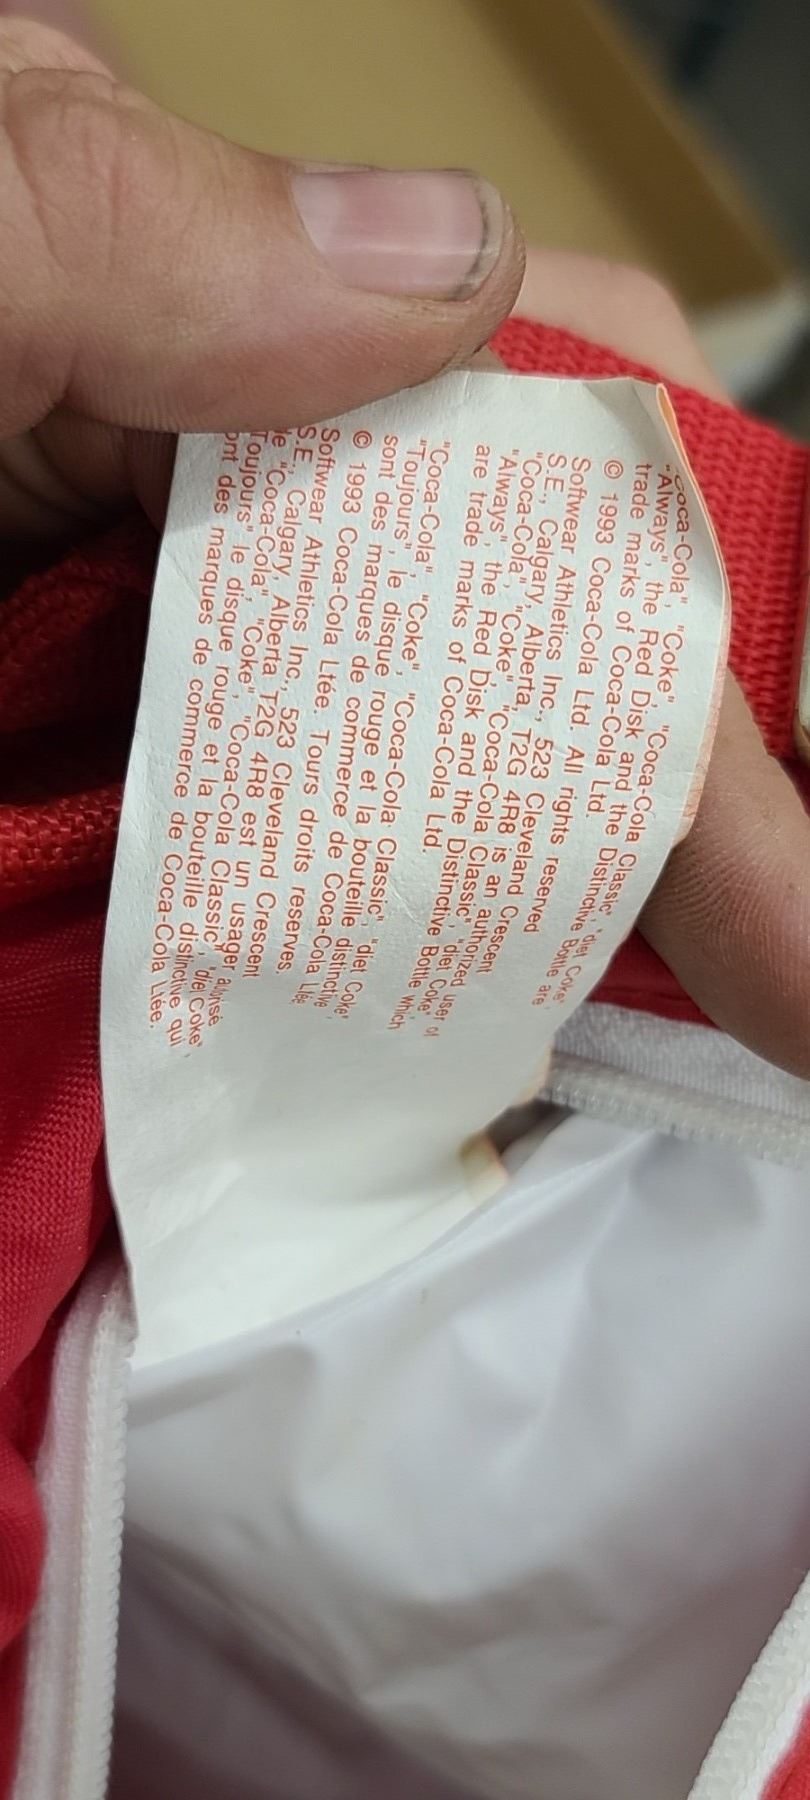 "Coca-Cola", "Coke", "Coca-Cola Classic", "diet Coke",
"Always", the Red Disk and the Distinctive Bottle are
trade marks of Coca-Cola Ltd.
© 1993 Coca-Cola Ltd. All rights reserved
Softwear Athletics Inc., 523 Cleveland Crescent
S.E., Calgary, Alberta, T2G 4R8 is an authorized user of
"Coca-Cola", "Coke", "Coca-Cola Classic", "diet Coke"
"Always", the Red Disk and the Distinctive Bottle which
are trade marks of Coca-Cola Ltd.
"Coca-Cola", "Coke", "Coca-Cola Classic", "diet Coke",
"Toujours", le disque rouge et la bouteille distinctive
sont des marques de commerce de Coca-Cola Ltée
© 1993 Coca-Cola Ltée. Tours droits reserves.
Softwear Athletics Inc., 523 Cleveland Crescent
S.E., Calgary, Alberta, T2G 4R8 est un usager
de "Coca-Cola", "Coke", "Coca-Cola Classic", "diet Coke"
Toujours", le disque rouge et la bouteille distinctive qui
ont des marques de commerce de Coca-Cola Ltée.